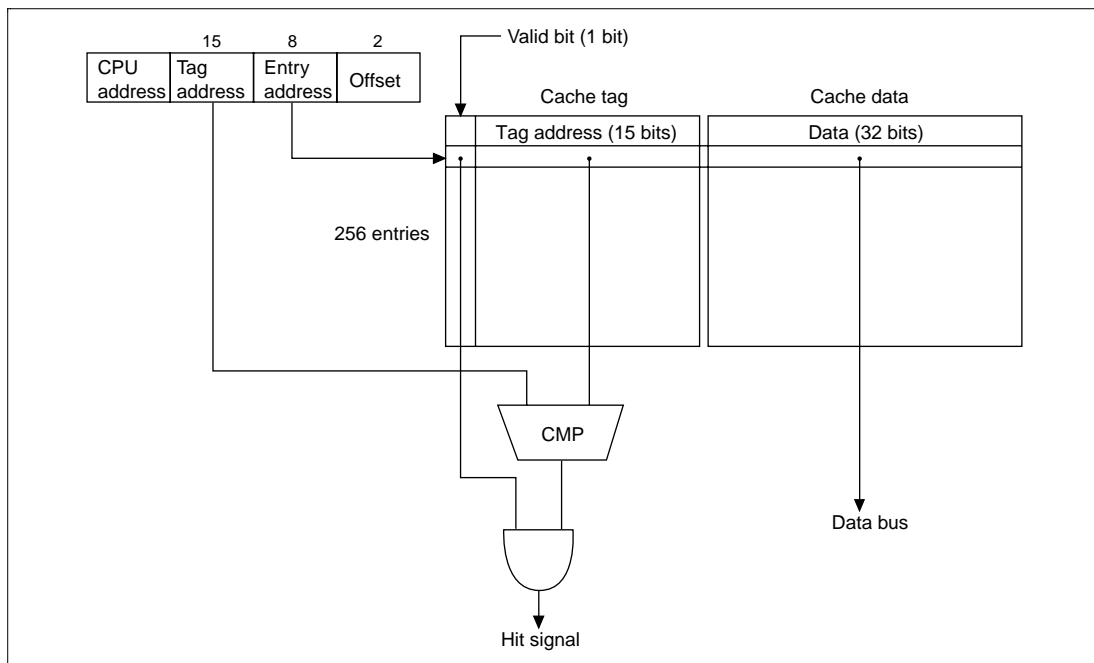 15 8 2
Valid bit (1 bit)
CPU address
Tag address
Entry address
Offset
Cache tag
Cache data
Tag address (15 bits)
Data (32 bits)
256 entries
CMP
Data bus
Hit signal